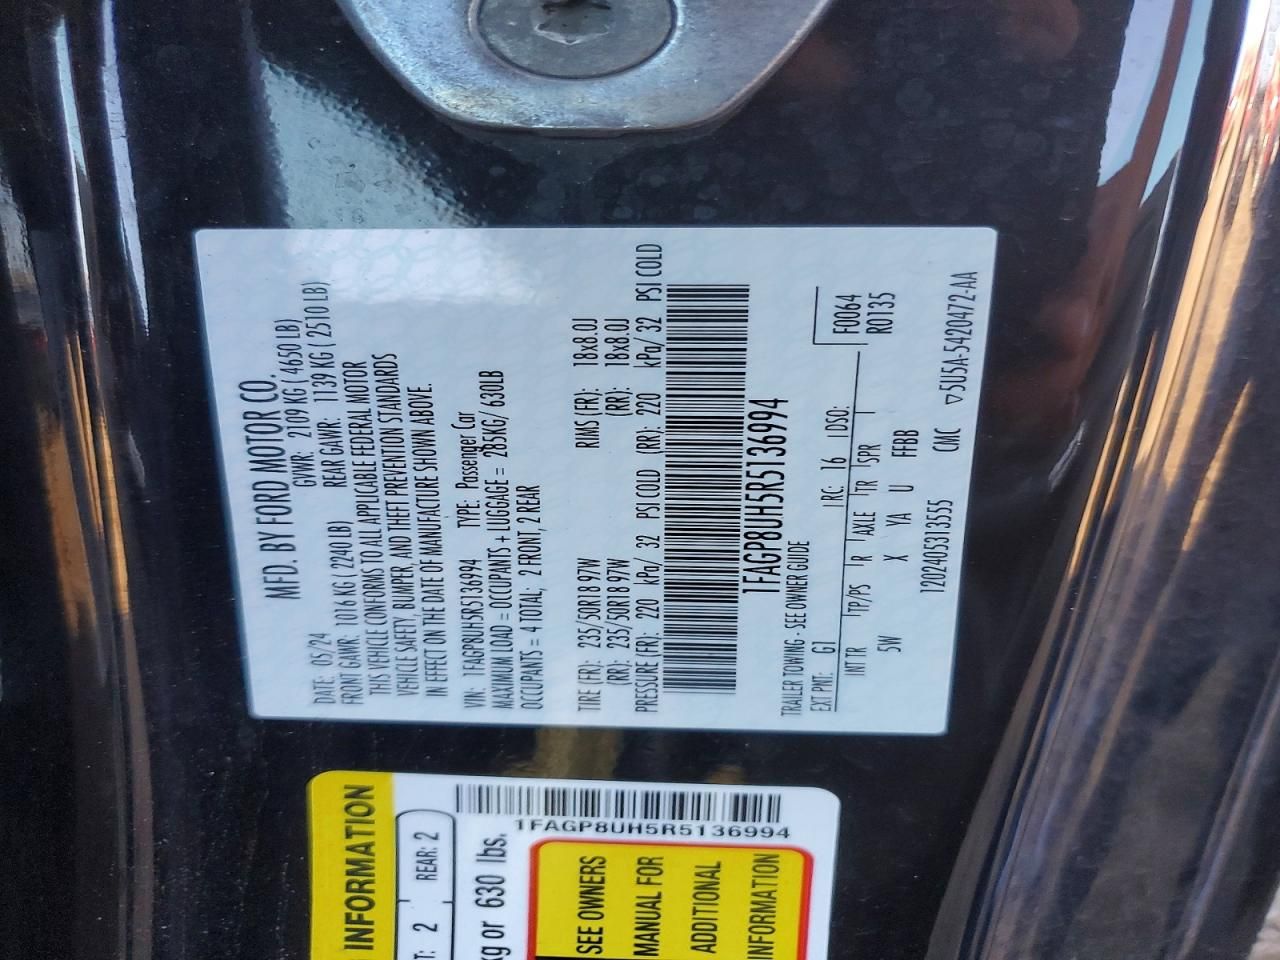 MFD. BY FORD MOTOR CO.
DATE: 05/24 GVWR: 2109 KG ( 4650 LB)
FRONT GAWR: 1016 KG ( 2240 LB) REAR GAWR: 1139 KG ( 2510 LB)
THIS VEHICLE CONFORMS TO ALL APPLICABLE FEDERAL MOTOR
VEHICLE SAFETY, BUMPER, AND THEFT PREVENTION STANDARDS
IN EFFECT ON THE DATE OF MANUFACTURE SHOWN ABOVE.
VIN: 1FAGP8UH5R5136994 TYPE: Passenger Car
MAXIMUM LOAD = OCCUPANTS + LUGGAGE = 285KG/ 630LB
OCCUPANTS = 4 TOTAL; 2 FRONT, 2 REAR
TIRE (FR): 235/50R18 97W RIMS (FR): 18x8.0J
(RR): 235/50R18 97W (RR): 18x8.0J
PRESSURE (FR): 220 kPa/ 32 PSI COLD (RR): 220 kPa/ 32 PSI COLD
1FAGP8UH5R5136994
TRAILER TOWING - SEE OWNER GUIDE
EXT PNT: G1 RC: 16 DSO: F0064
R0135
INT TR TP/PS R AXLE TR SPR
5W X YA U FFBB
1202405313555 CMC ▽5U5A-5420472-AA
INFORMATION
T: 2 REAR: 2
kg or 630 lbs.
1FAGP8UH5R5136994
SEE OWNERS
MANUAL FOR
ADDITIONAL
INFORMATION